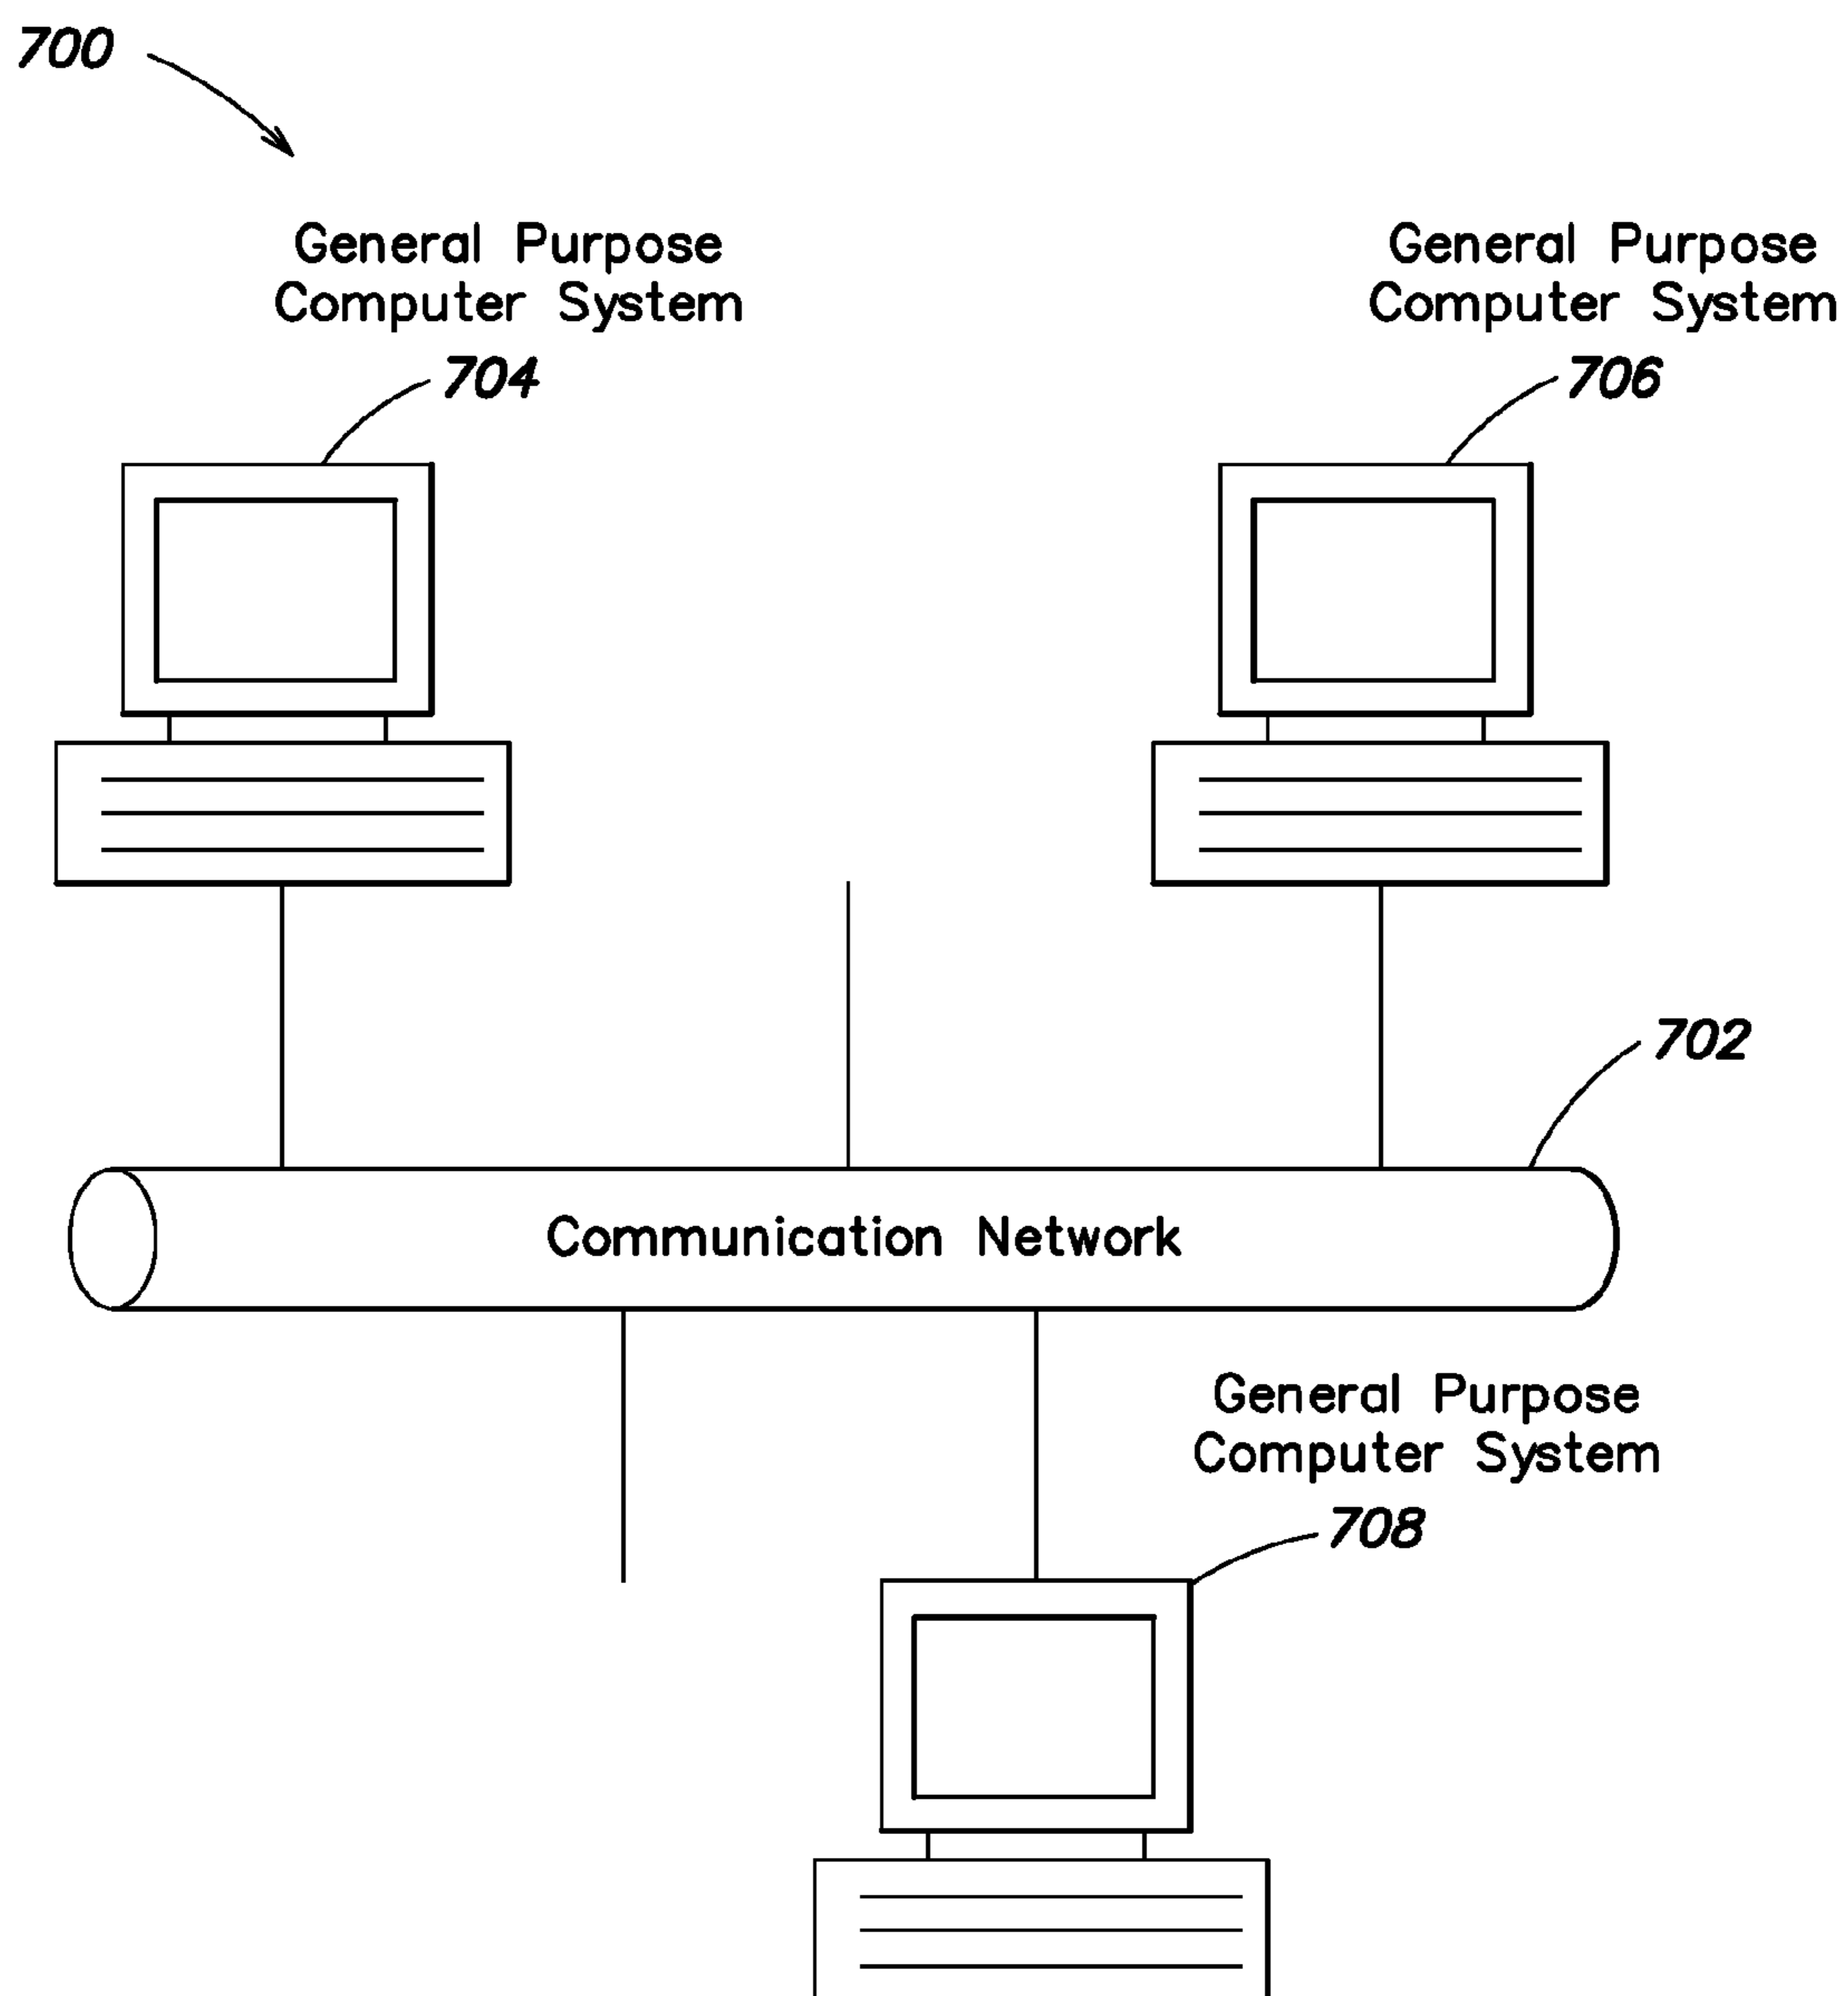 700
General Purpose
Computer System
704
General Purpose
Computer System
706
702
Communication Network
General Purpose
Computer System
708